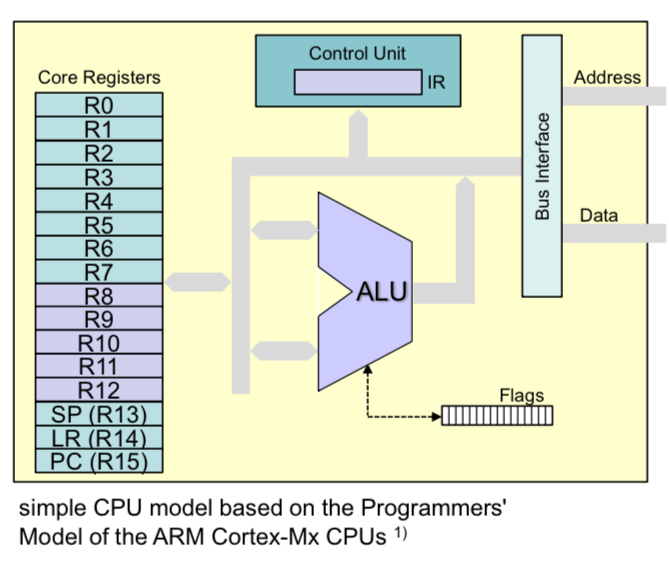 Control Unit
IR
Core Registers
R0
R1
R2
R3
R4
R5
R6
R7
R8
R9
R10
R11
R12
SP (R13)
LR (R14)
PC (R15)
ALU
Flags
Bus Interface
Address
Data
simple CPU model based on the Programmers'
Model of the ARM Cortex-Mx CPUs 1)